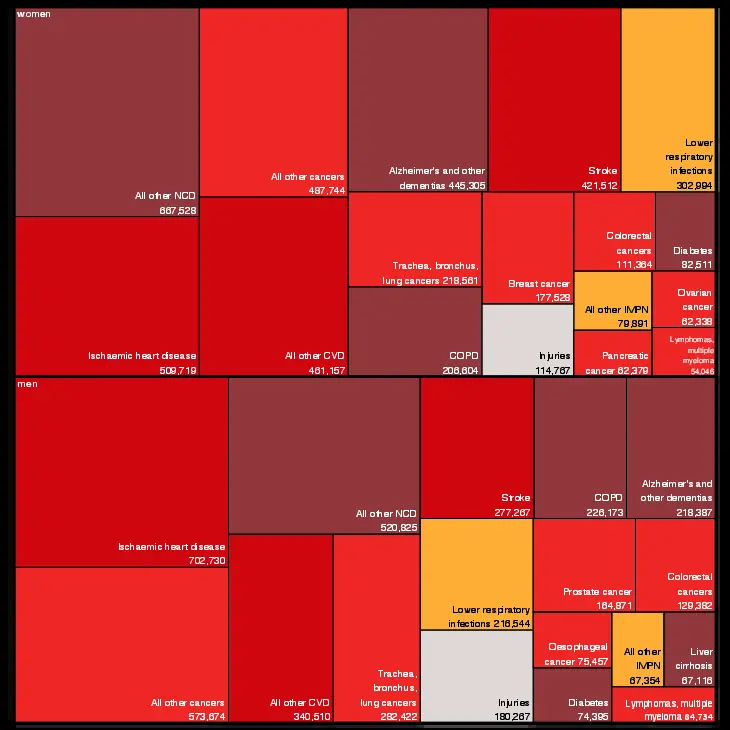 women
All other NCD
667,528
All other cancers
487,744
Alzheimer's and other
dementias 445,305
Stroke
421,512
Lower
respiratory
infections
302,994
Ischaemic heart disease
509,719
All other CVD
461,157
Trachea, bronchus,
lung cancers 218,561
COPD
206,604
Breast cancer
177,528
Injuries
114,767
Colorectal
cancers
111,364
Diabetes
82,511
All other IMPN
79,891
Ovarian
cancer
62,338
Pancreatic
cancer 62,379
Lymphomas,
multiple
myeloma
54,046
men
Ischaemic heart disease
702,730
All other NCD
520,825
Stroke
277,267
COPD
226,173
Alzheimer's and
other dementias
218,387
All other cancers
573,674
All other CVD
340,510
Trachea,
bronchus,
lung cancers
282,422
Lower respiratory
infections 216,544
Injuries
180,267
Prostate cancer
164,871
Colorectal
cancers
129,382
Oesophageal
cancer 75,457
All other
IMPN
67,354
Liver
cirrhosis
67,116
Diabetes
74,395
Lymphomas, multiple
myeloma 64,734